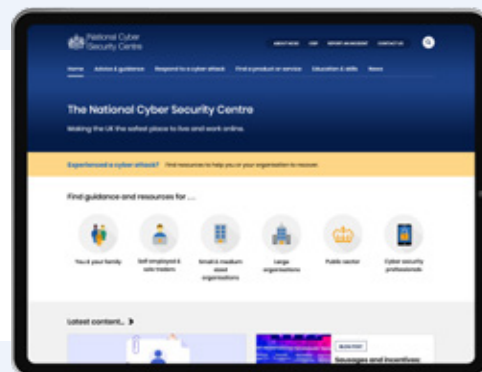 National Cyber
Security Centre
ABOUT NCSC CISP REPORT AN INCIDENT CONTACT US
Home Advice & guidance Respond to a cyber attack Find a product or service Education & skills News
The National Cyber Security Centre
Making the UK the safest place to live and work online.
Experienced a cyber attack? Find resources to help you or your organisation to recover.
Find guidance and resources for ...
You & your family
Self employed & sole traders
Small & medium sized organisations
Large organisations
Public sector
Cyber security professionals
Latest content...
BLOG POST
Sausages and incentives: